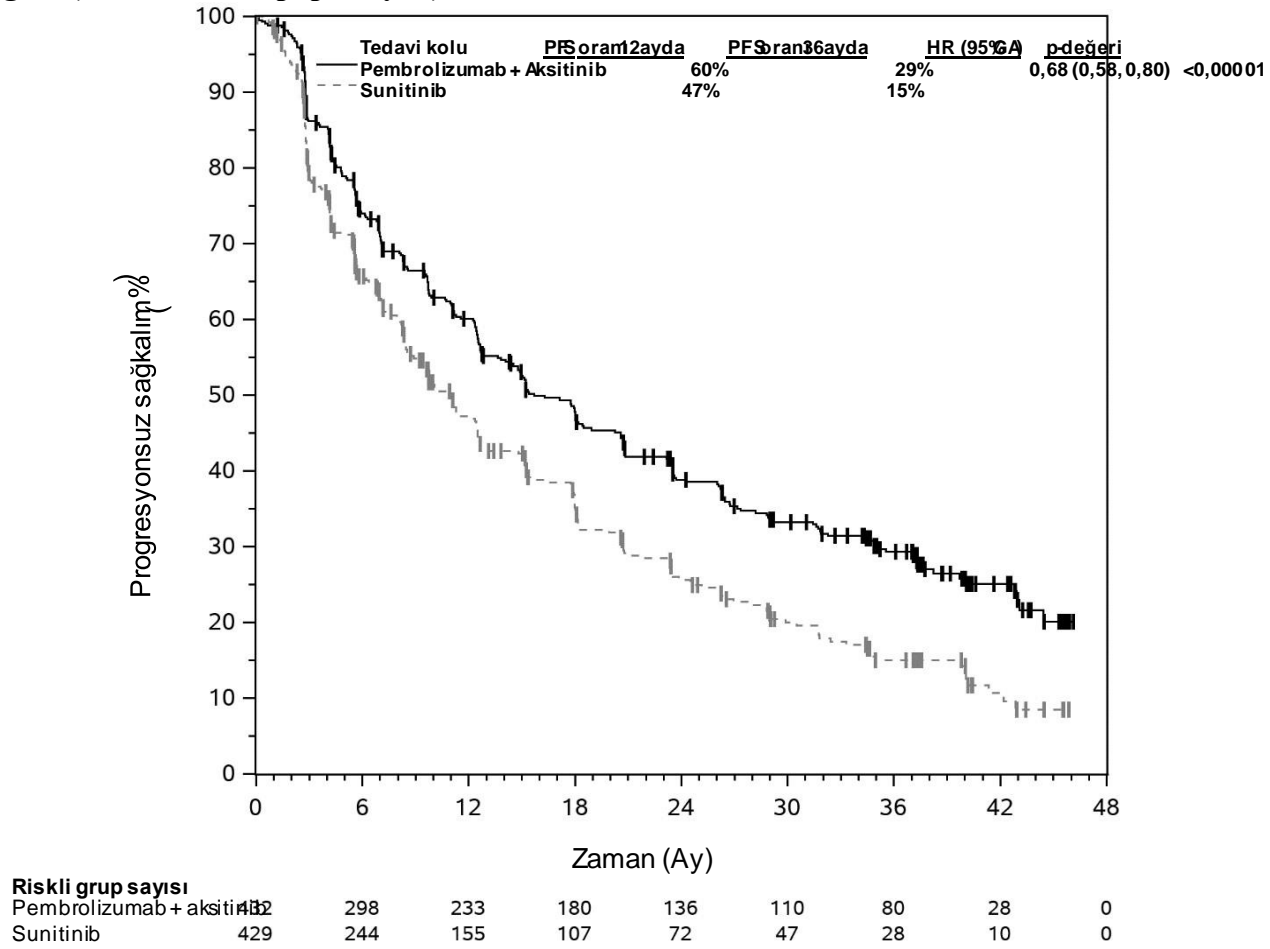 100
90
80
70
60
50
40
30
20
10
0
Progresyonsuz sağkalım (%)
Tedavi kolu PFS oranı 12 ayda PFS oranı 36 ayda HR (95% GA) p-değeri
Pembrolizumab + Aksitinib 60% 29% 0,68 (0,58, 0,80) <0,00001
Sunitinib 47% 15%
0 6 12 18 24 30 36 42 48
Zaman (Ay)
Riskli grup sayısı
Pembrolizumab + aksitinib 432 298 233 180 136 110 80 28 0
Sunitinib 429 244 155 107 72 47 28 10 0